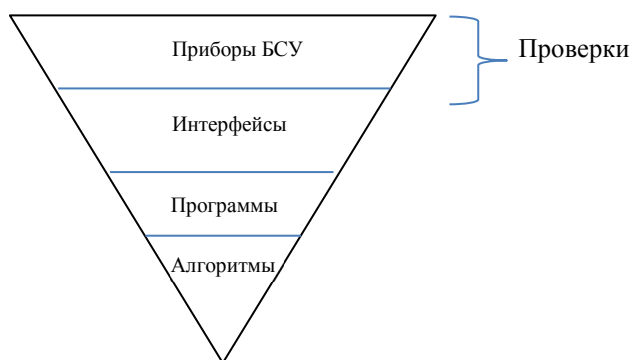 Приборы БСУ
Проверки
Интерфейсы
Программы
Алгоритмы